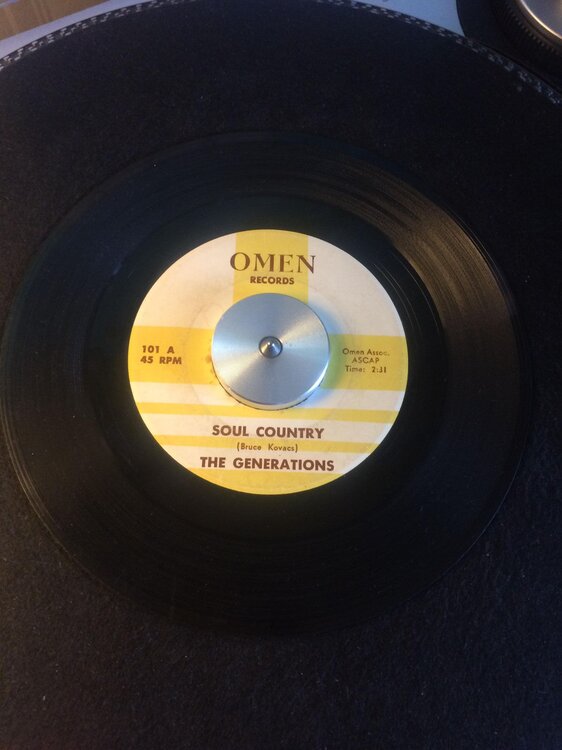 OMEN
RECORDS
101 A
45 RPM
Omen Assoc.
ASCAP
Time: 2:31
SOUL COUNTRY
(Bruce Kovacs)
THE GENERATIONS